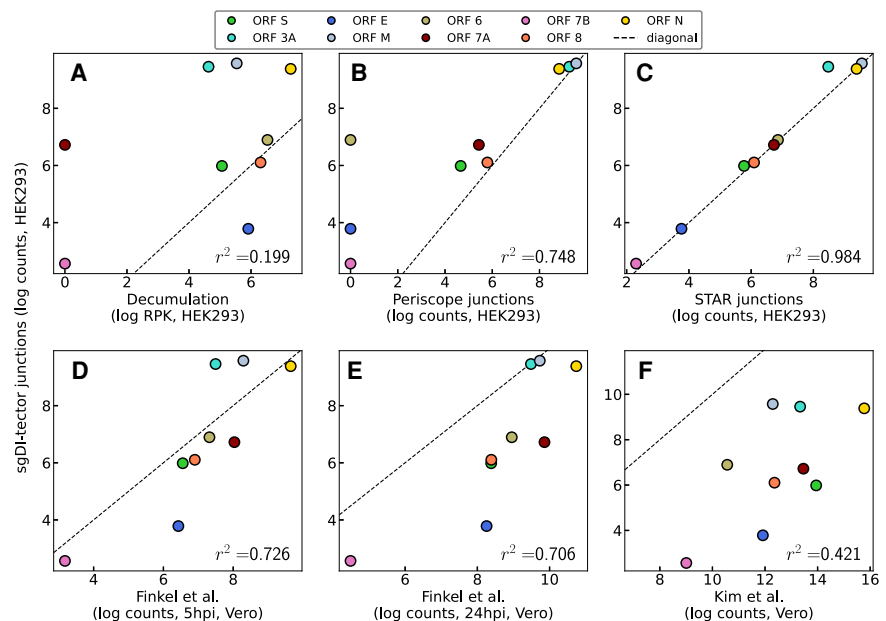 ORF S ORF E ORF 6 ORF 7B ORF N
ORF 3A ORF M ORF 7A ORF 8 diagonal
sgDI-tector junctions (log counts, HEK293)
A
8
6
4
r² =0.199
0 2 4 6
Decumulation
(log RPK, HEK293)
B
r² =0.748
0 2 4 6 8
Periscope junctions
(log counts, HEK293)
C
r² =0.984
2 4 6 8
STAR junctions
(log counts, HEK293)
D
8
6
4
r² =0.726
4 6 8
Finkel et al.
(log counts, 5hpi, Vero)
E
8
6
4
r² =0.706
6 8 10
Finkel et al.
(log counts, 24hpi, Vero)
F
10
8
6
4
r² =0.421
8 10 12 14 16
Kim et al.
(log counts, Vero)